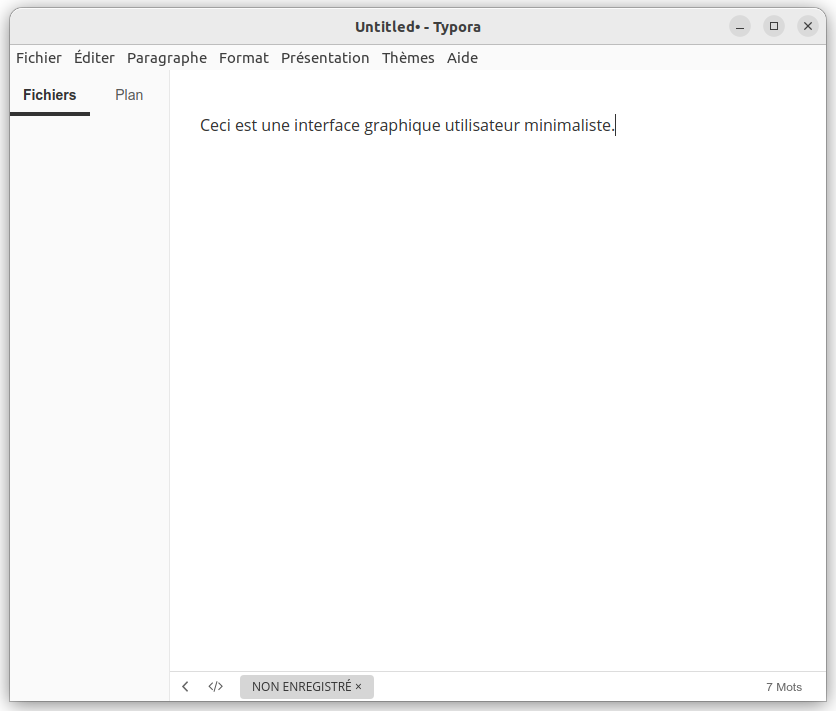 Untitled• - Typora
Fichier Éditer Paragraphe Format Présentation Thèmes Aide
Fichiers Plan
Ceci est une interface graphique utilisateur minimaliste.
</> NON ENREGISTRÉ × 7 Mots